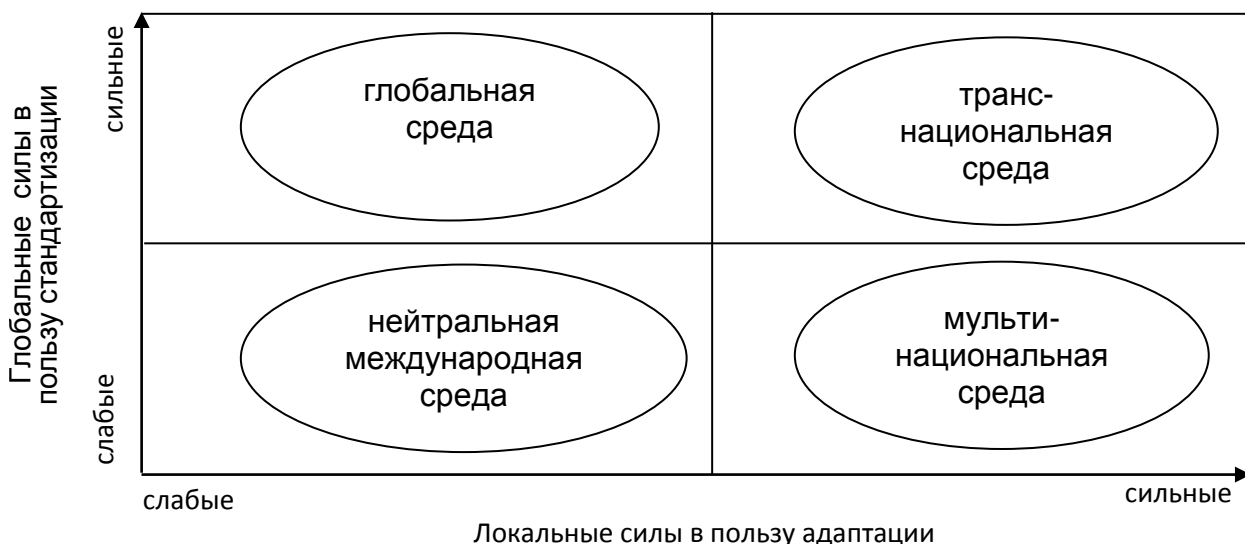 Глобальные силы в
пользу стандартизации
сильные
слабые
глобальная
среда
транс-
национальная
среда
нейтральная
международная
среда
мульти-
национальная
среда
слабые
сильные
Локальные силы в пользу адаптации